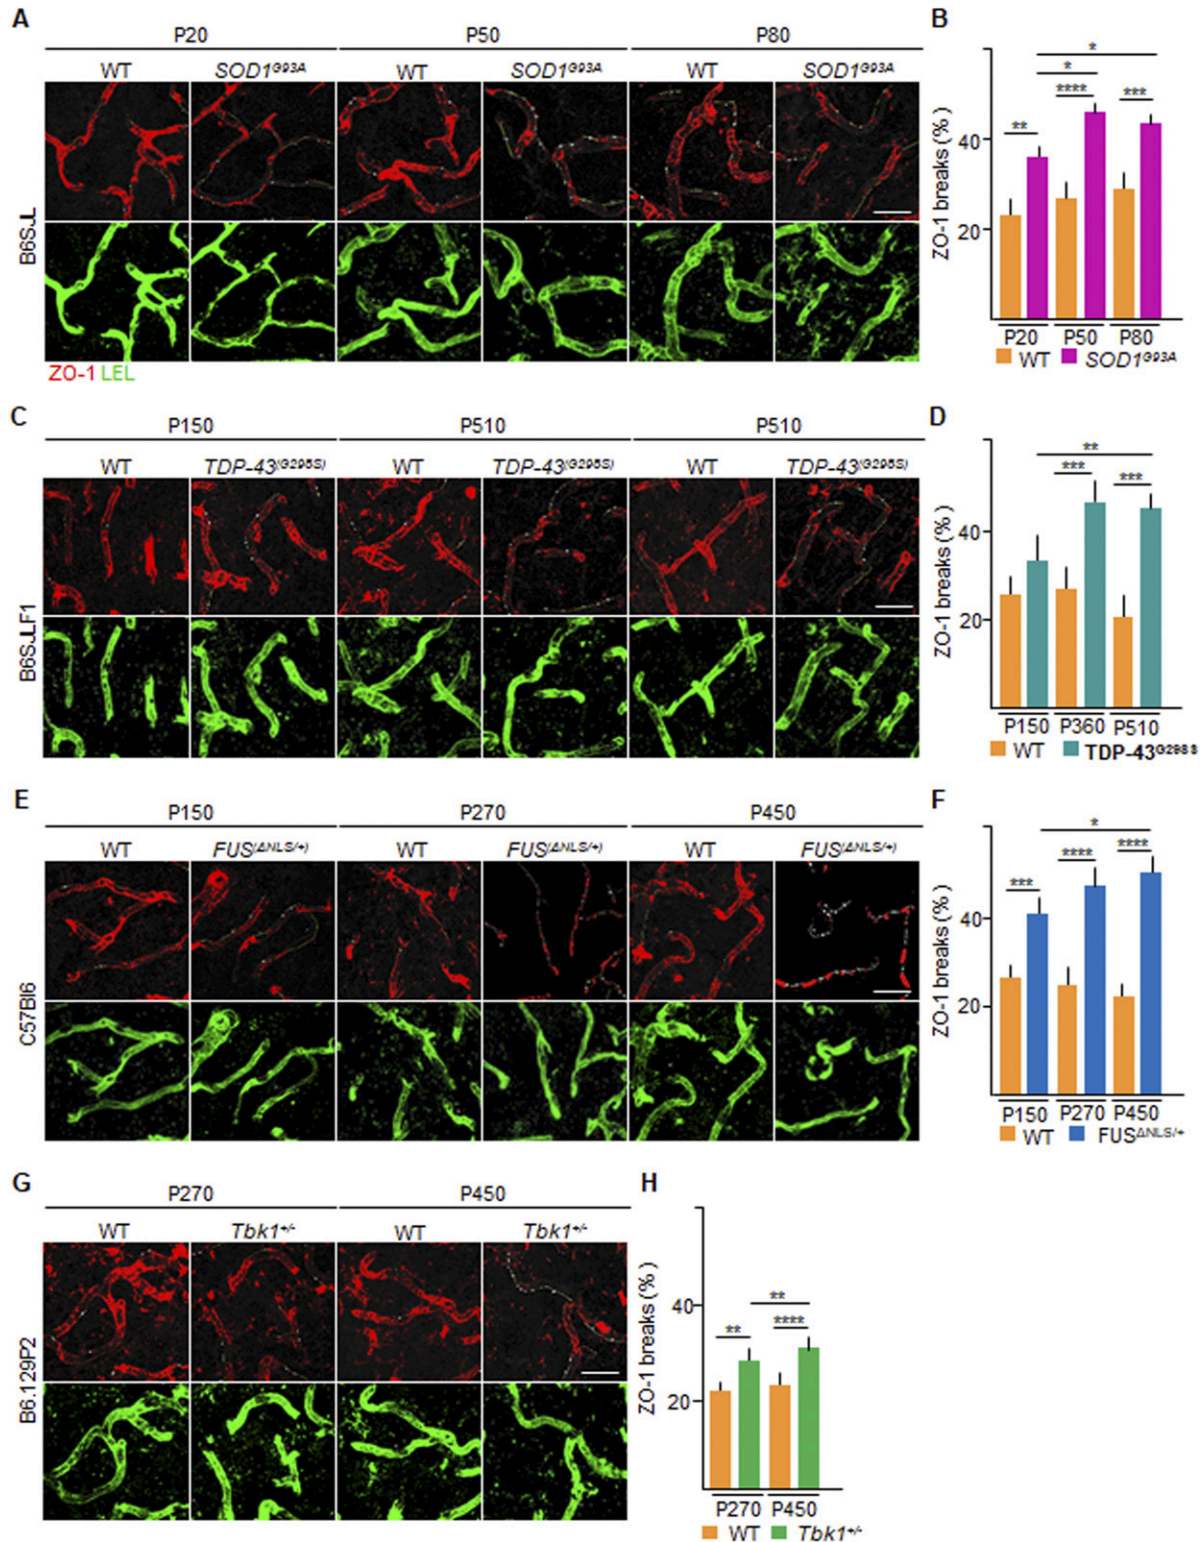 A
P20 P50 P80
WT SOD1ᴳ⁹³ᴬ WT SOD1ᴳ⁹³ᴬ WT SOD1ᴳ⁹³ᴬ
B6SJL
ZO-1 LEL
B
ZO-1 breaks (%)
*
*
**** ***
**
40
20
P20 P50 P80
WT SOD1ᴳ⁹³ᴬ
C
P150 P510 P510
WT TDP-43⁽ᴳ²⁹⁸ˢ⁾ WT TDP-43⁽ᴳ²⁹⁸ˢ⁾ WT TDP-43⁽ᴳ²⁹⁸ˢ⁾
B6SJLF1
D
ZO-1 breaks (%)
**
*** ***
40
20
P150 P360 P510
WT TDP-43ᴳ²⁹⁸ˢ
E
P150 P270 P450
WT FUS(ΔNLS/+) WT FUS(ΔNLS/+) WT FUS(ΔNLS/+)
C57Bl6
F
ZO-1 breaks (%)
*
**** ****
***
40
20
P150 P270 P450
WT FUSΔNLS/+
G
P270 P450
WT Tbk1+/- WT Tbk1+/-
B6.129P2
H
ZO-1 breaks (%)
**
** ****
40
20
P270 P450
WT Tbk1+/-